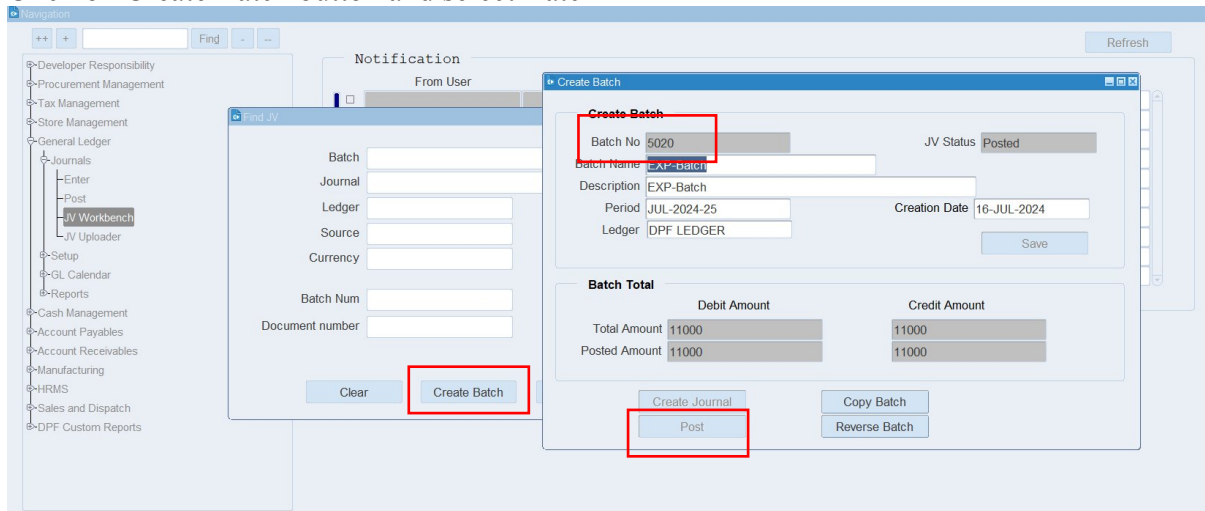 Navigation
++ + Find - --
Refresh
Developer Responsibility
Procurement Management
Tax Management
Store Management
General Ledger
Journals
Enter
Post
JV Workbench
JV Uploader
Setup
GL Calendar
Reports
Cash Management
Account Payables
Account Receivables
Manufacturing
HRMS
Sales and Dispatch
DPF Custom Reports
Notification
From User
Find JV
Batch
Journal
Ledger
Source
Currency
Batch Num
Document number
Clear Create Batch
Create Batch
Create Batch
Batch No 5020 JV Status Posted
Batch Name EXP-Batch
Description EXP-Batch
Period JUL-2024-25 Creation Date 16-JUL-2024
Ledger DPF LEDGER
Save
Batch Total
Debit Amount Credit Amount
Total Amount 11000 11000
Posted Amount 11000 11000
Create Journal Copy Batch
Post Reverse Batch